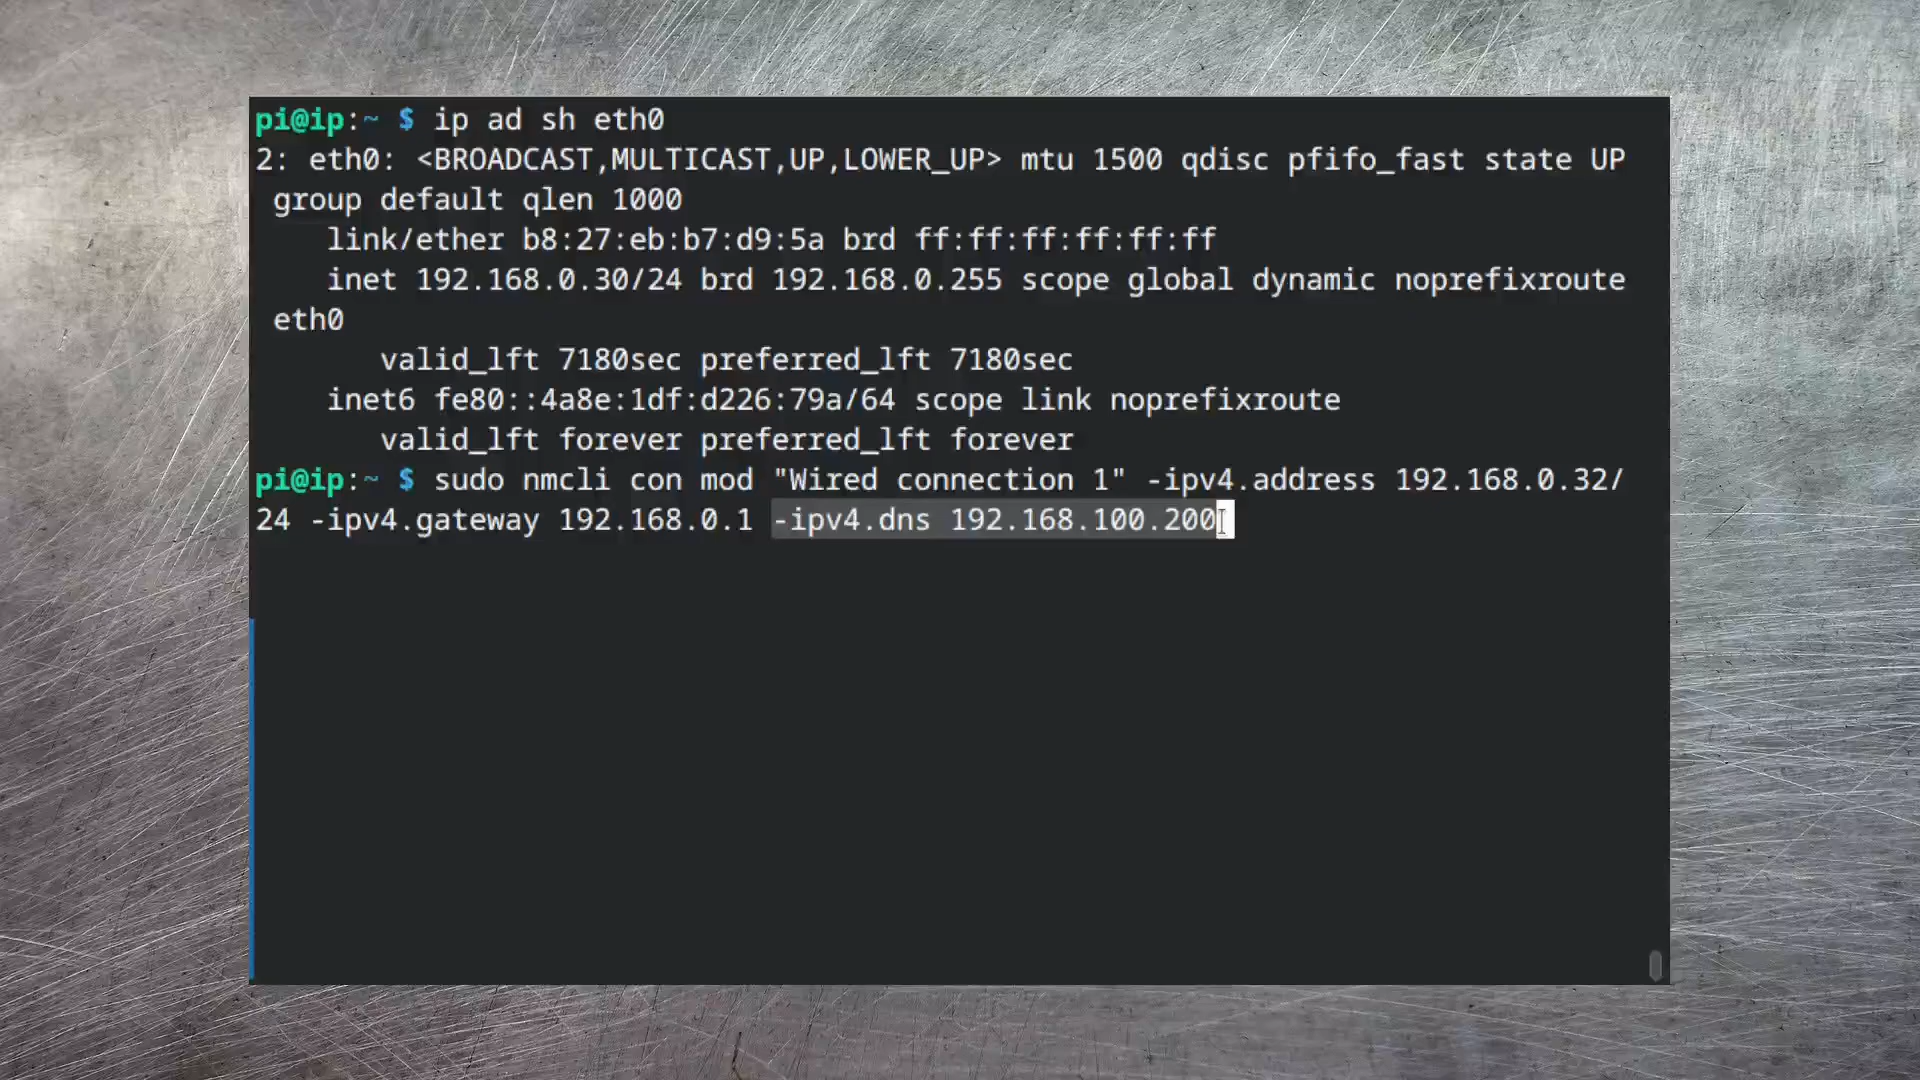 pi@ip:~ $ ip ad sh eth0
2: eth0: <BROADCAST,MULTICAST,UP,LOWER_UP> mtu 1500 qdisc pfifo_fast state UP
group default qlen 1000
link/ether b8:27:eb:b7:d9:5a brd ff:ff:ff:ff:ff:ff
inet 192.168.0.30/24 brd 192.168.0.255 scope global dynamic noprefixroute
eth0
valid_lft 7180sec preferred_lft 7180sec
inet6 fe80::4a8e:1df:d226:79a/64 scope link noprefixroute
valid_lft forever preferred_lft forever
pi@ip:~ $ sudo nmcli con mod "Wired connection 1" -ipv4.address 192.168.0.32/
24 -ipv4.gateway 192.168.0.1 -ipv4.dns 192.168.100.200